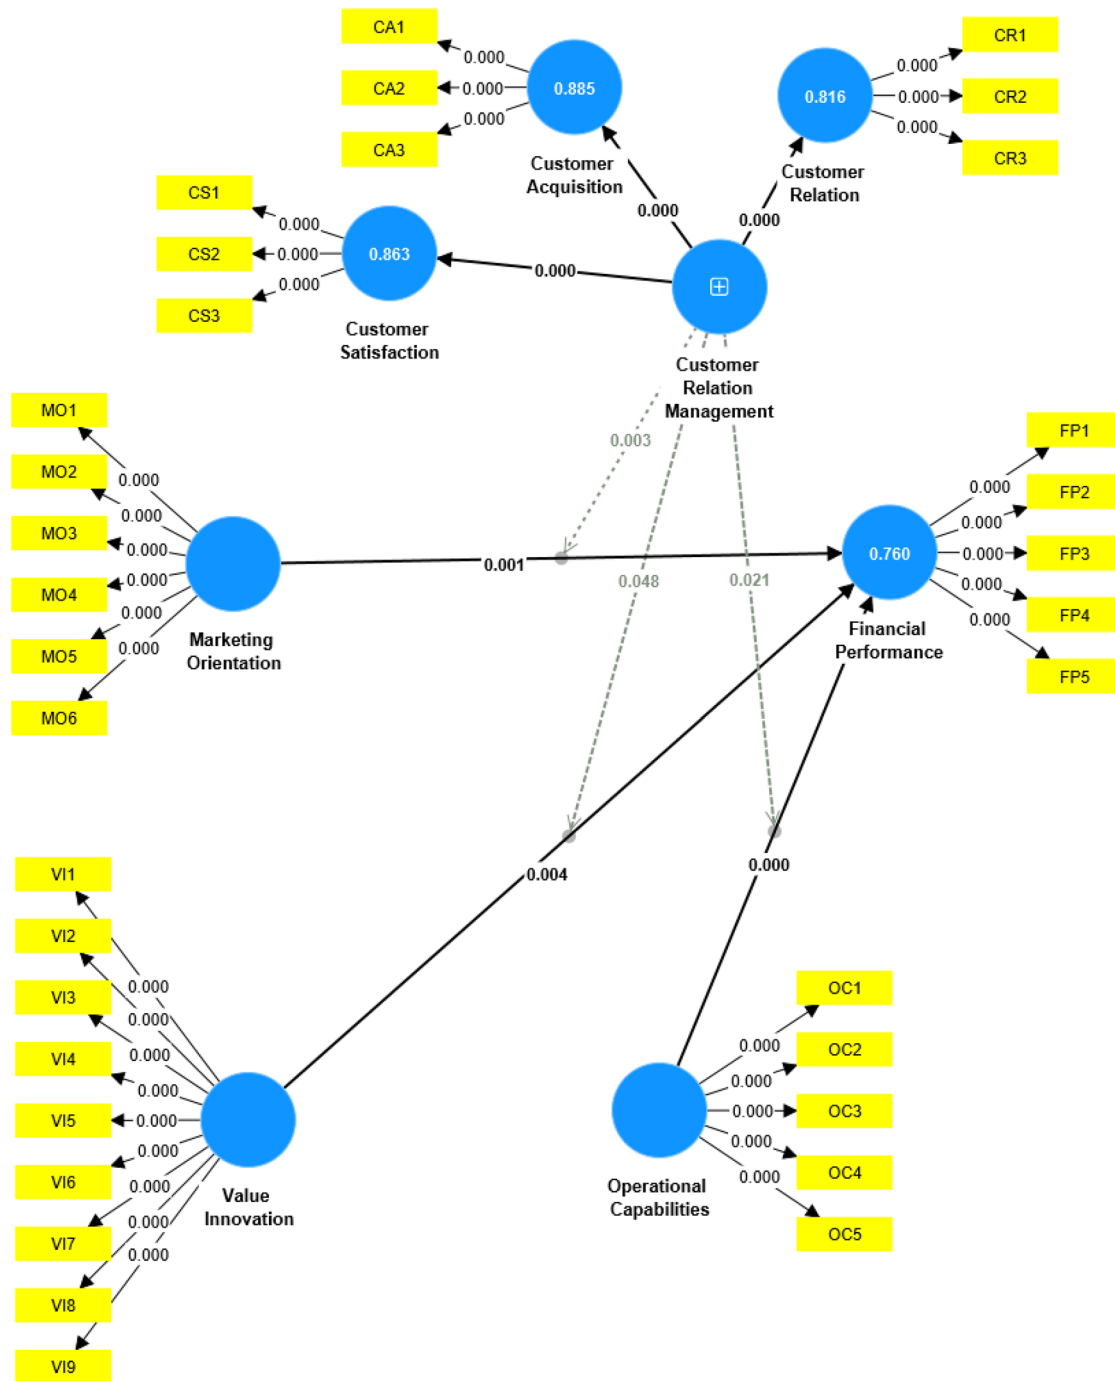 CA1
0.000
CA2
0.000
CA3
0.000
0.885
Customer
Acquisition
0.816
Customer
Relation
CR1
0.000
CR2
0.000
CR3
0.000
CS1
0.000
CS2
0.000
CS3
0.000
0.863
Customer
Satisfaction
0.000
0.000
0.000
Customer
Relation
Management
0.003
0.048
0.021
MO1
0.000
MO2
0.000
MO3
0.000
MO4
0.000
MO5
0.000
MO6
0.000
Marketing
Orientation
0.001
0.760
Financial
Performance
FP1
0.000
FP2
0.000
FP3
0.000
FP4
0.000
FP5
0.000
0.004
0.000
VI1
0.000
VI2
0.000
VI3
0.000
VI4
0.000
VI5
0.000
VI6
0.000
VI7
0.000
VI8
0.000
VI9
0.000
Value
Innovation
OC1
0.000
OC2
0.000
OC3
0.000
OC4
0.000
OC5
0.000
Operational
Capabilities